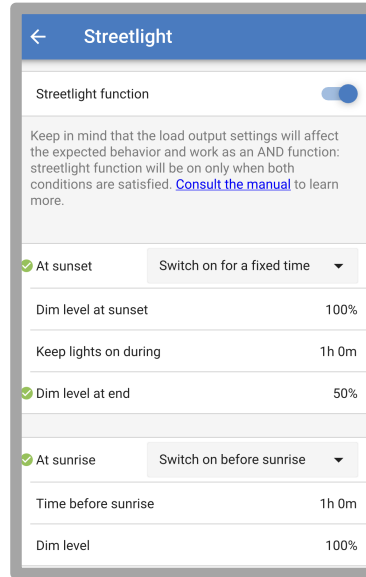 Streetlight
Streetlight function
Keep in mind that the load output settings will affect
the expected behavior and work as an AND function:
streetlight function will be on only when both
conditions are satisfied. Consult the manual to learn
more.
At sunset Switch on for a fixed time
Dim level at sunset 100%
Keep lights on during 1h 0m
Dim level at end 50%
At sunrise Switch on before sunrise
Time before sunrise 1h 0m
Dim level 100%